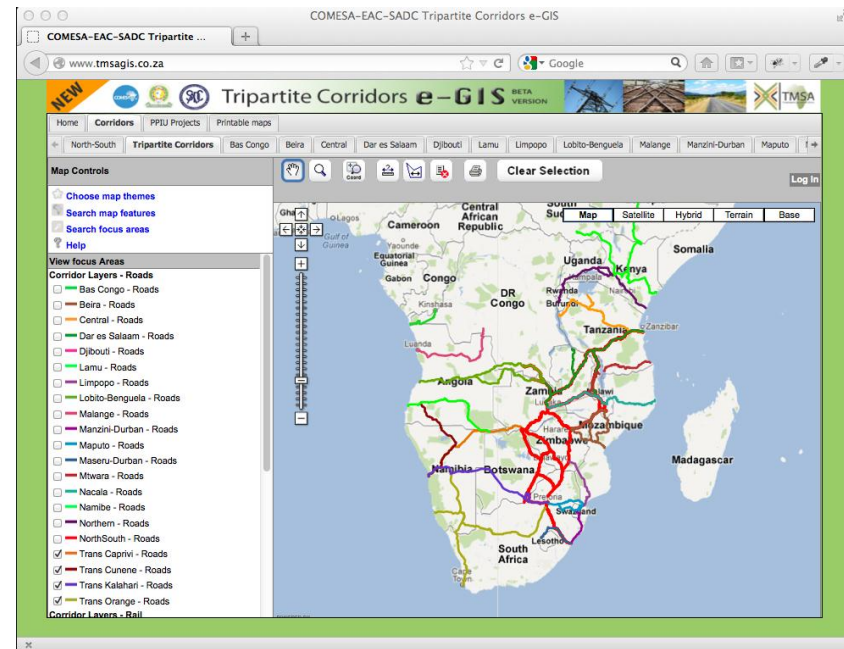 COMESA-EAC-SADC Tripartite Corridors e-GIS
COMESA-EAC-SADC Tripartite ...
www.tmsagis.co.za
Google
NEW
Tripartite Corridors e-GIS BETA VERSION
TMSA
Home Corridors PPIU Projects Printable maps
North-South Tripartite Corridors Bas Congo Beira Central Dar es Salaam Djibouti Lamu Limpopo Lobito-Benguela Malange Manzini-Durban Maputo
Map Controls
Clear Selection
Log In
Choose map themes
Search map features
Search focus areas
Help
View focus Areas
Corridor Layers - Roads
Bas Congo - Roads
Beira - Roads
Central - Roads
Dar es Salaam - Roads
Djibouti - Roads
Lamu - Roads
Limpopo - Roads
Lobito-Benguela - Roads
Malange - Roads
Manzini-Durban - Roads
Maputo - Roads
Maseru-Durban - Roads
Mtwara - Roads
Nacala - Roads
Namibe - Roads
Northern - Roads
NorthSouth - Roads
Trans Caprivi - Roads
Trans Cunene - Roads
Trans Kalahari - Roads
Trans Orange - Roads
Corridor Layers - Rail
Map Satellite Hybrid Terrain Base
Central
African
Republic
Lagos
Cameroon
Gulf of
Guinea
Yaounde
Equatorial
Guinea
Gabon
Congo
Somalia
Uganda
Kampala
Kenya
DR
Congo
Rwanda
Nairobi
Burundi
Kinshasa
Tanzania
Zanzibar
Luanda
Angola
Zambia
Malawi
Lusaka
Harare
Mozambique
Zimbabwe
Madagascar
Namibia
Botswana
Pretoria
Swaziland
Lesotho
South
Africa
Cape
Town